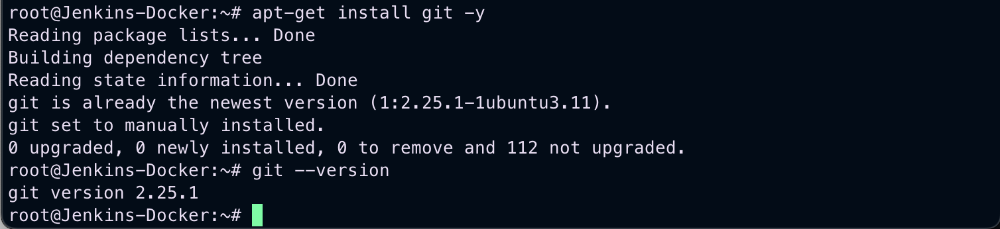 root@Jenkins-Docker:~# apt-get install git -y
Reading package lists... Done
Building dependency tree
Reading state information... Done
git is already the newest version (1:2.25.1-1ubuntu3.11).
git set to manually installed.
0 upgraded, 0 newly installed, 0 to remove and 112 not upgraded.
root@Jenkins-Docker:~# git --version
git version 2.25.1
root@Jenkins-Docker:~#